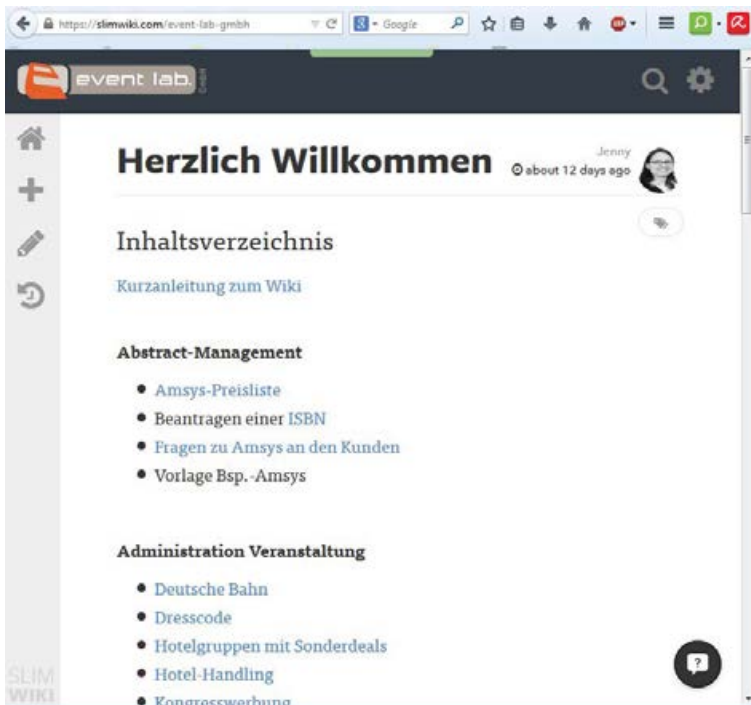 https://slimwiki.com/event-lab-gmbh
Google
event lab.
GMBH
Herzlich Willkommen
Jenny
about 12 days ago
Inhaltsverzeichnis
Kurzanleitung zum Wiki
Abstract-Management
Amsys-Preisliste
Beantragen einer ISBN
Fragen zu Amsys an den Kunden
Vorlage Bsp.-Amsys
Administration Veranstaltung
Deutsche Bahn
Dresscode
Hotelgruppen mit Sonderdeals
Hotel-Handling
Kongresswerbung
SLIM
WIKI